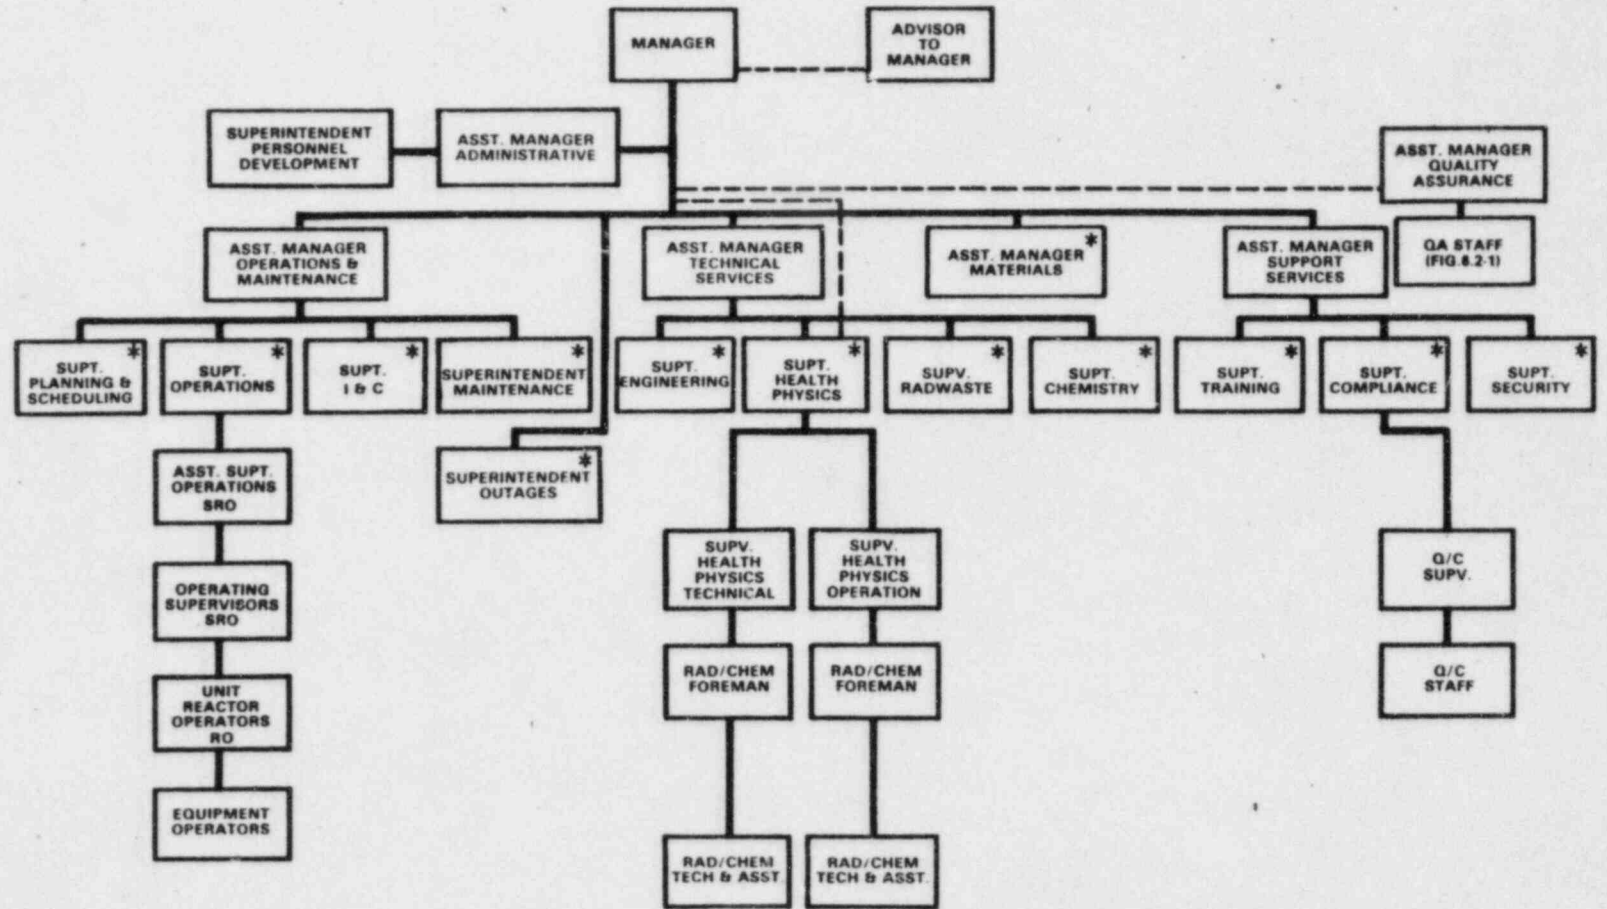 MANAGER
ADVISOR
TO
MANAGER
SUPERINTENDENT
PERSONNEL
DEVELOPMENT
ASST. MANAGER
ADMINISTRATIVE
ASST. MANAGER
QUALITY
ASSURANCE
ASST. MANAGER
OPERATIONS &
MAINTENANCE
ASST. MANAGER
TECHNICAL
SERVICES
ASST. MANAGER *
MATERIALS
ASST. MANAGER
SUPPORT
SERVICES
QA STAFF
(FIG.6.2-1)
*
SUPT.
PLANNING &
SCHEDULING
*
SUPT.
OPERATIONS
*
SUPT.
I & C
*
SUPERINTENDENT
MAINTENANCE
*
SUPT.
ENGINEERING
*
SUPT.
HEALTH
PHYSICS
*
SUPV.
RADWASTE
*
SUPT.
CHEMISTRY
*
SUPT.
TRAINING
*
SUPT.
COMPLIANCE
*
SUPT.
SECURITY
ASST. SUPT.
OPERATIONS
SRO
*
SUPERINTENDENT
OUTAGES
SUPV.
HEALTH
PHYSICS
TECHNICAL
SUPV.
HEALTH
PHYSICS
OPERATION
Q/C
SUPV.
OPERATING
SUPERVISORS
SRO
RAD/CHEM
FOREMAN
RAD/CHEM
FOREMAN
Q/C
STAFF
UNIT
REACTOR
OPERATORS
RO
EQUIPMENT
OPERATORS
RAD/CHEM
TECH & ASST.
RAD/CHEM
TECH & ASST.